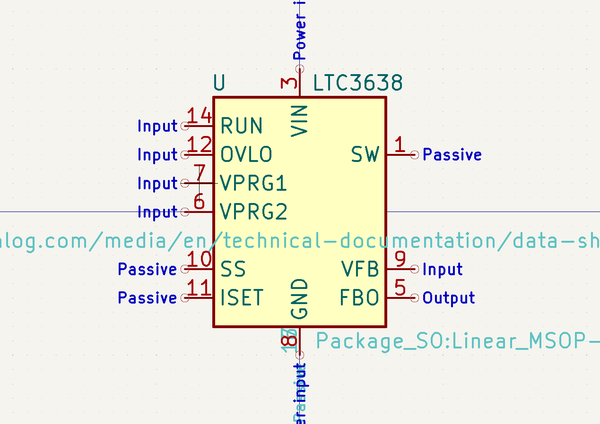 Power i
3
U
LTC3638
VIN
Input 14 RUN
Input 12 OVLO
SW 1 Passive
Input 7 VPRG1
Input 6 VPRG2
alog.com/media/en/technical-documentation/data-sh
Passive 10 SS
VFB 9 Input
Passive 11 ISET
FBO 5 Output
GND
8
Package_SO:Linear_MSOP-
er input